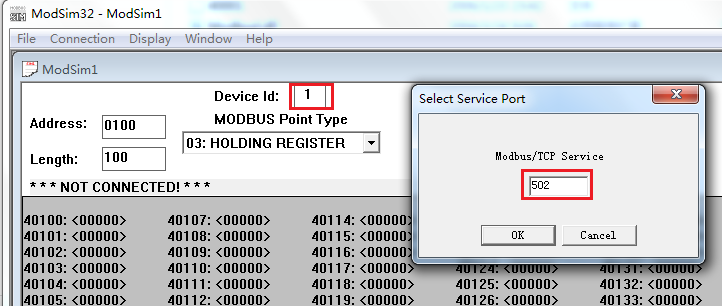 ModSim32 - ModSim1
File Connection Display Window Help
ModSim1
Device Id: 1
Address: 0100
MODBUS Point Type
03: HOLDING REGISTER
Length: 100
* * * NOT CONNECTED! * * *
Select Service Port
Modbus/TCP Service
502
OK Cancel
40100: <00000> 40107: <00000> 40114: <00000>
40101: <00000> 40108: <00000> 40115: <00000>
40102: <00000> 40109: <00000> 40116: <00000>
40103: <00000> 40110: <00000> 40117: <00000> 40124: <00000> 40131: <00000>
40104: <00000> 40111: <00000> 40118: <00000> 40125: <00000> 40132: <00000>
40105: <00000> 40112: <00000> 40119: <00000> 40126: <00000> 40133: <00000>